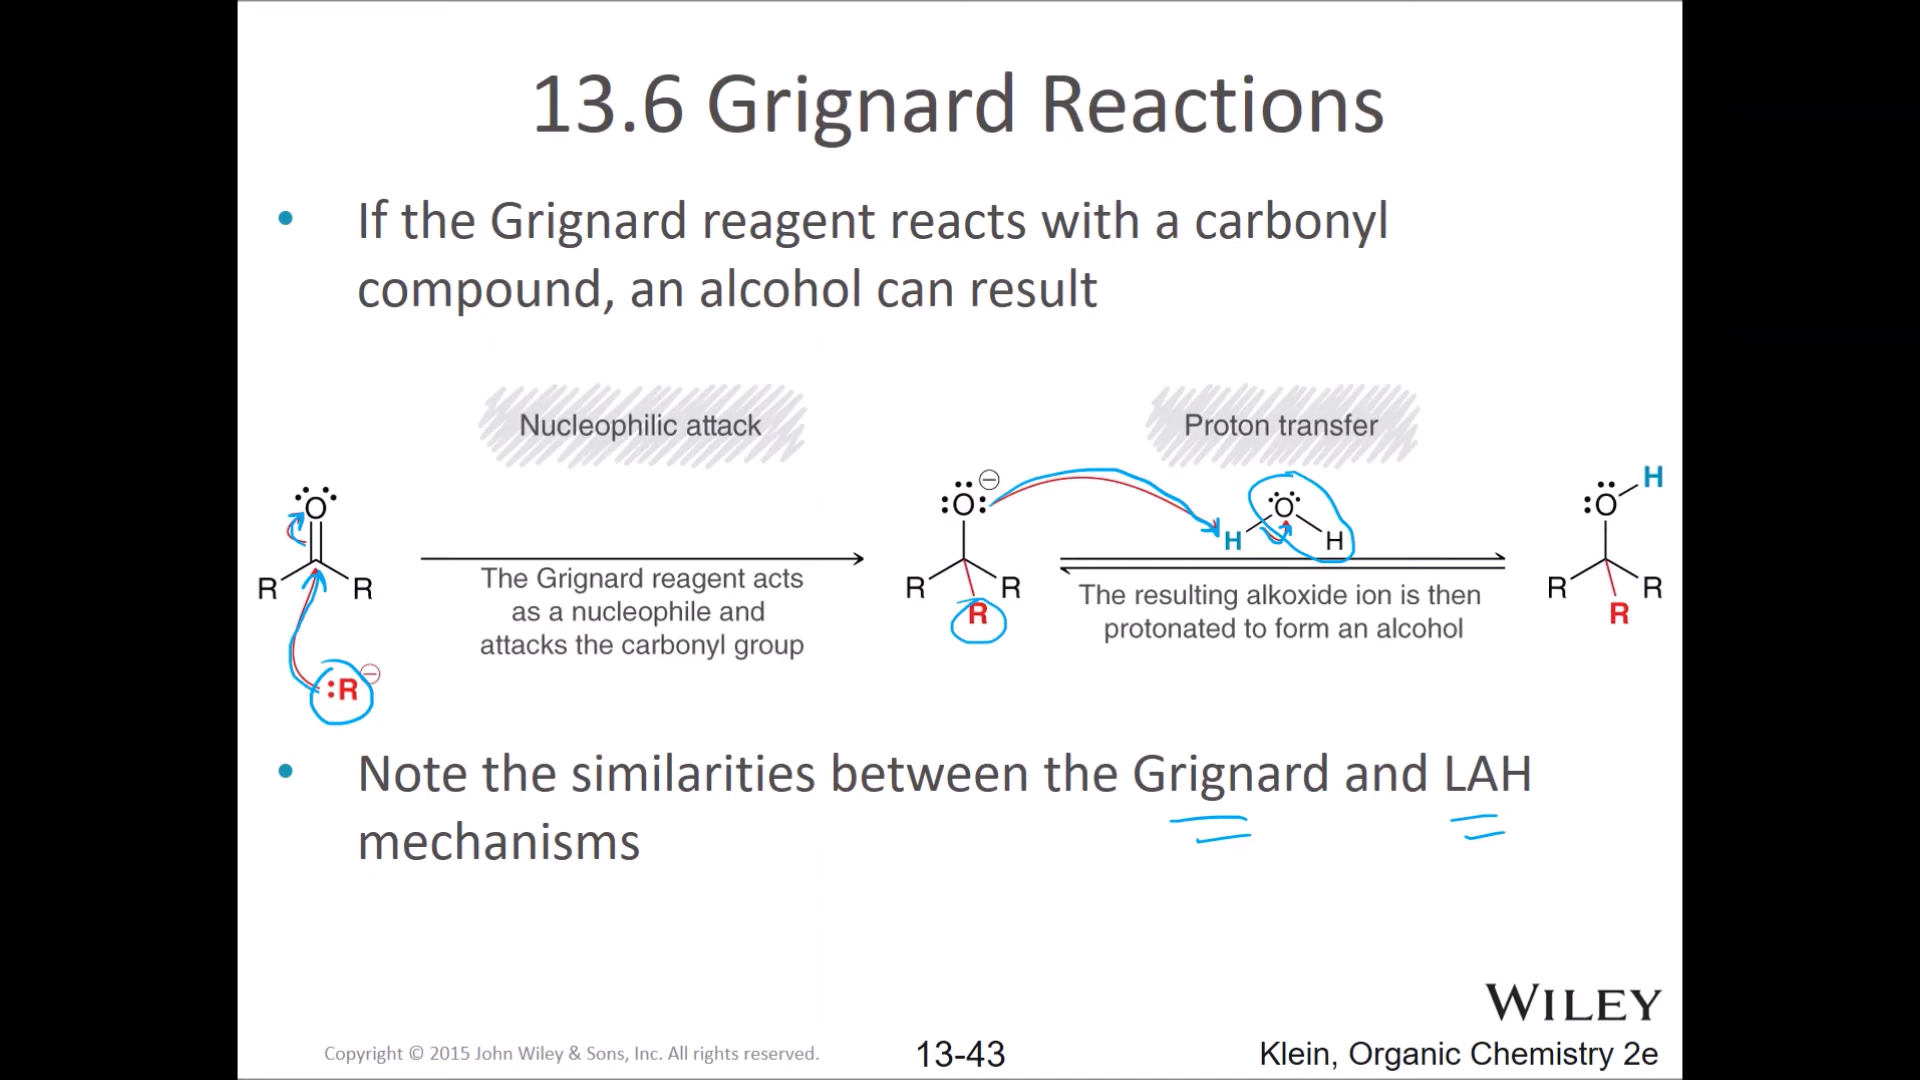 13.6 Grignard Reactions
• If the Grignard reagent reacts with a carbonyl
compound, an alcohol can result
Nucleophilic attack
Proton transfer
O
R R
:R ⊖
The Grignard reagent acts
as a nucleophile and
attacks the carbonyl group
:O: ⊖
R R
R
O
H H
The resulting alkoxide ion is then
protonated to form an alcohol
:O H
R R
R
• Note the similarities between the Grignard and LAH
mechanisms
WILEY
Copyright © 2015 John Wiley & Sons, Inc. All rights reserved.
13-43
Klein, Organic Chemistry 2e